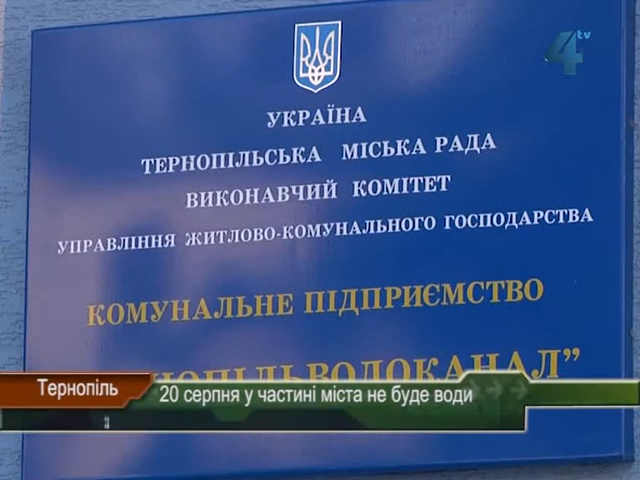 4 tv
УКРАЇНА
ТЕРНОПІЛЬСЬКА МІСЬКА РАДА
ВИКОНАВЧИЙ КОМІТЕТ
УПРАВЛІННЯ ЖИТЛОВО-КОМУНАЛЬНОГО ГОСПОДАРСТВА
КОМУНАЛЬНЕ ПІДПРИЄМСТВО
НОПІЛЬВОДОКАНАЛ”
Тернопіль
20 серпня у частині міста не буде води